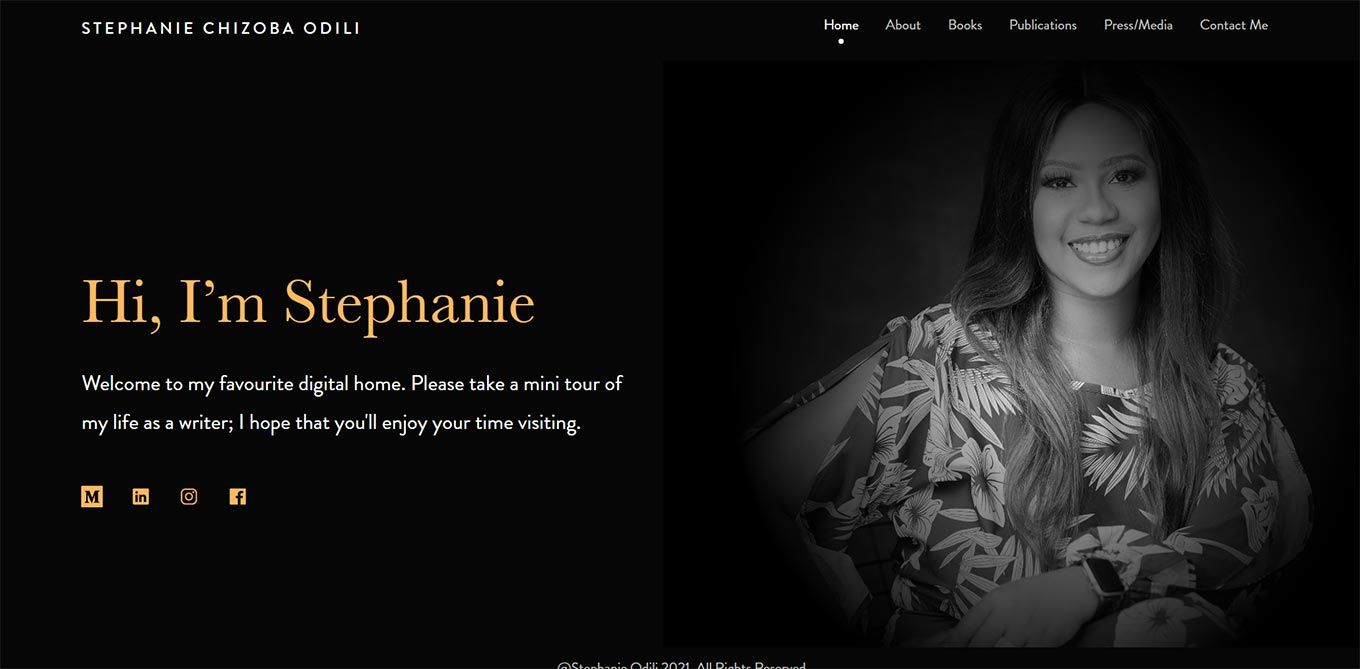 STEPHANIE CHIZOBA ODILI
Home About Books Publications Press/Media Contact Me
Hi, I’m Stephanie
Welcome to my favourite digital home. Please take a mini tour of
my life as a writer; I hope that you'll enjoy your time visiting.
M in f
@Stephanie Odili 2021. All Rights Reserved